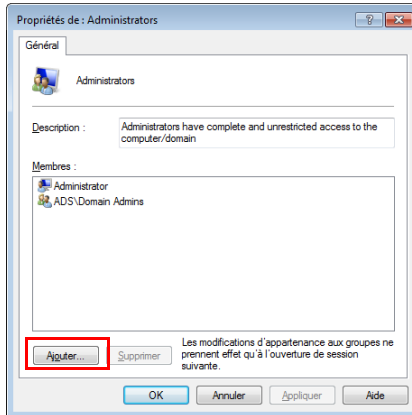 Propriétés de : Administrators
Général
Administrators
Description :
Administrators have complete and unrestricted access to the
computer/domain
Membres :
Administrator
ADS\Domain Admins
Ajouter...
Supprimer
Les modifications d'appartenance aux groupes ne
prennent effet qu'à l'ouverture de session
suivante.
OK
Annuler
Appliquer
Aide